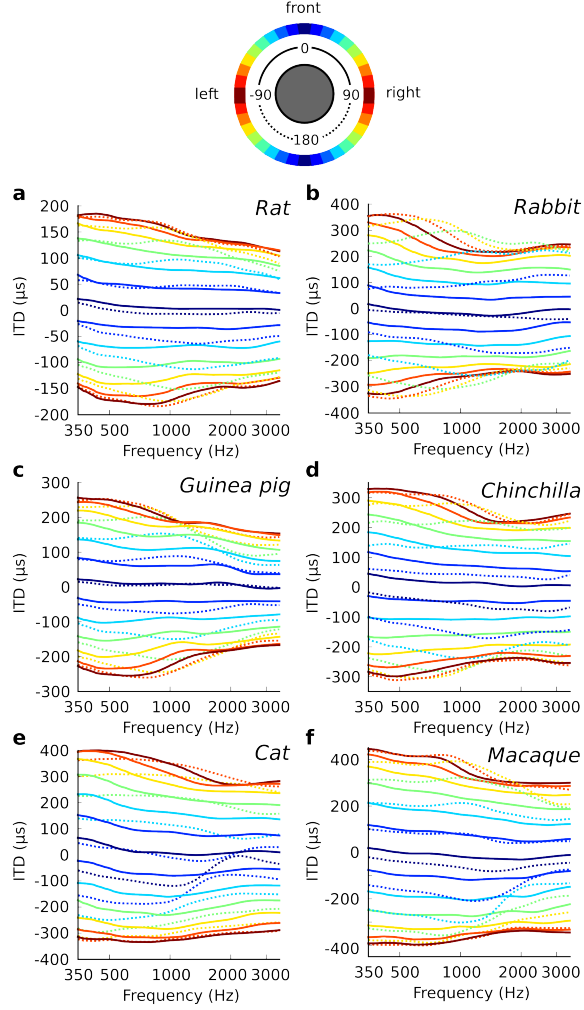 front
0
left -90 90 right
180
a Rat
200
150
100
50
0
-50
-100
-150
-200
ITD (μs)
350 500 1000 2000 3000
Frequency (Hz)
b Rabbit
400
300
200
100
0
-100
-200
-300
-400
ITD (μs)
350 500 1000 2000 3000
Frequency (Hz)
c Guinea pig
300
200
100
0
-100
-200
-300
ITD (μs)
350 500 1000 2000 3000
Frequency (Hz)
d Chinchilla
300
200
100
0
-100
-200
-300
ITD (μs)
350 500 1000 2000 3000
Frequency (Hz)
e Cat
400
300
200
100
0
-100
-200
-300
-400
ITD (μs)
350 500 1000 2000 3000
Frequency (Hz)
f Macaque
400
200
0
-200
-400
ITD (μs)
350 500 1000 2000 3000
Frequency (Hz)